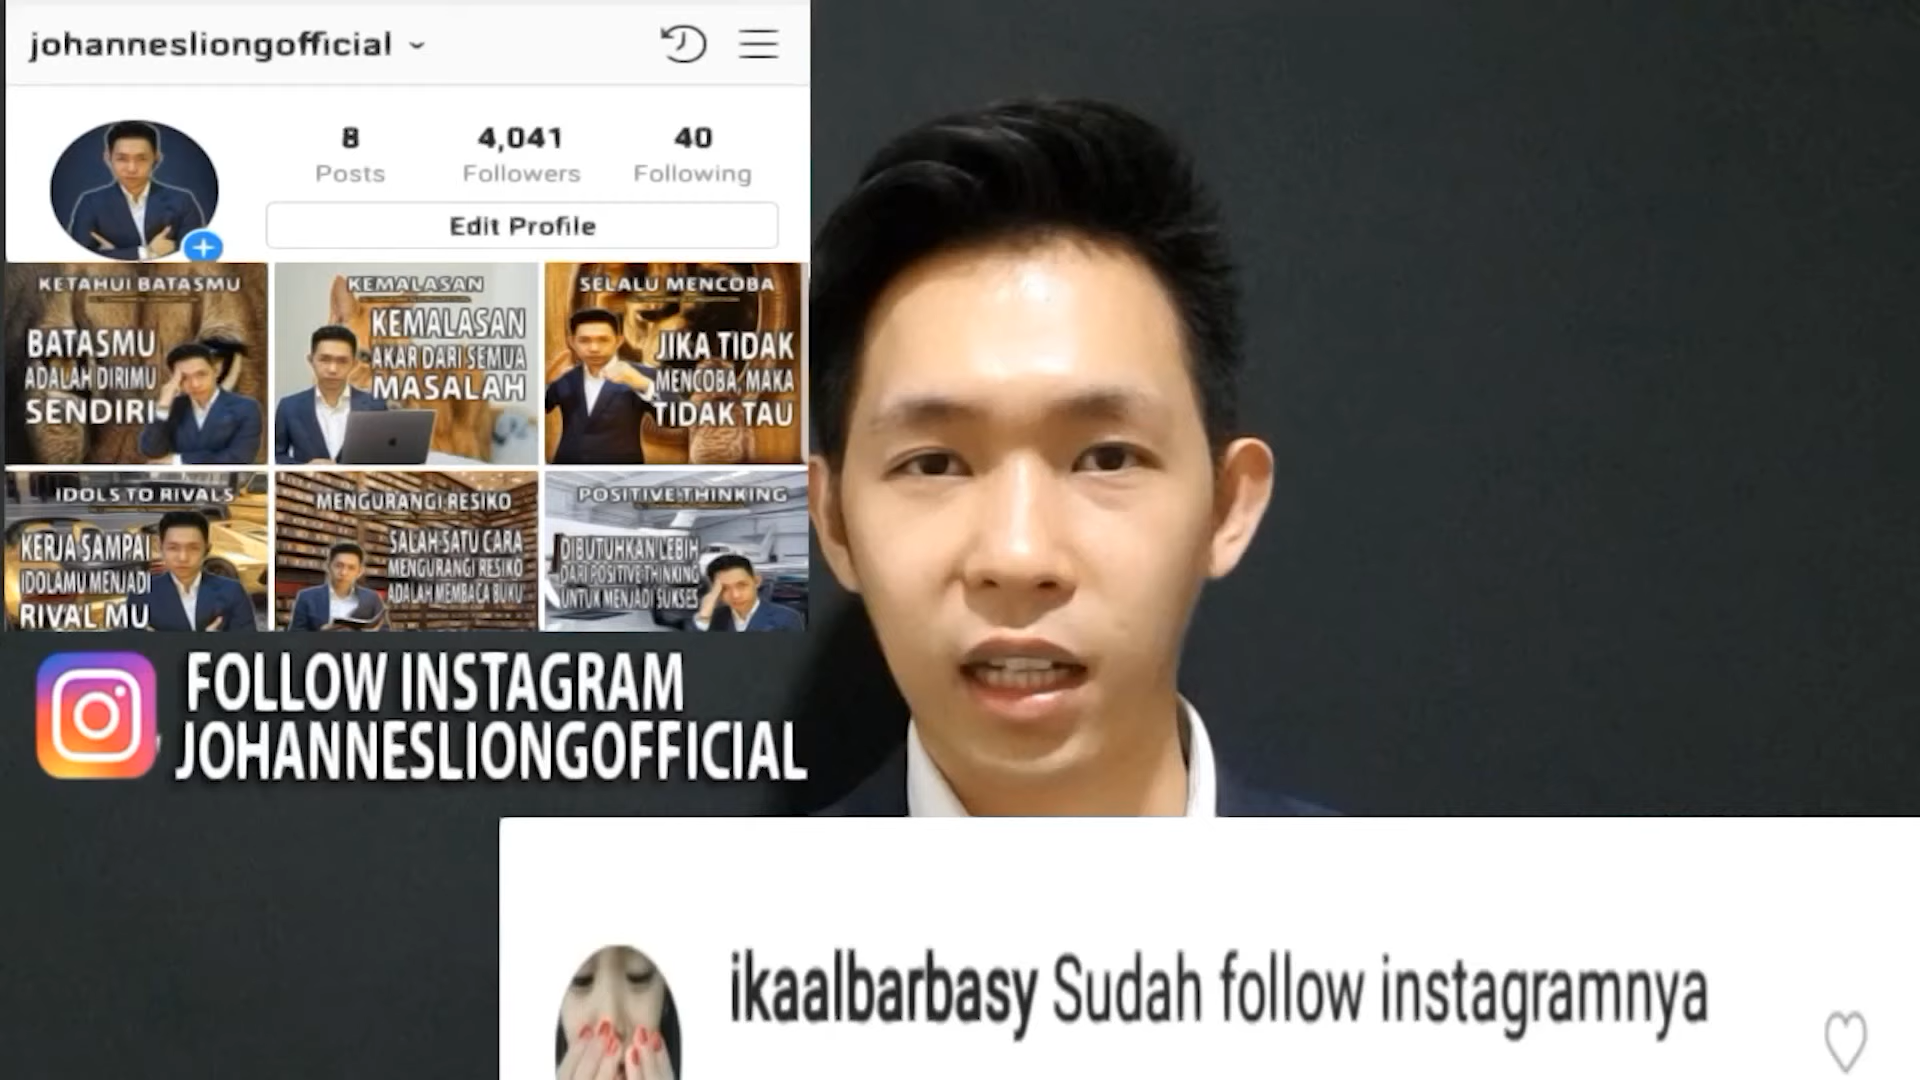 johannesliongofficial
8 4,041 40
Posts Followers Following
Edit Profile
KETAHUI BATASMU
BATASMU
ADALAH DIRIMU
SENDIRI
KEMALASAN
KEMALASAN
AKAR DARI SEMUA
MASALAH
SELALU MENCOBA
JIKA TIDAK
MENCOBA, MAKA
TIDAK TAU
IDOLS TO RIVALS
KERJA SAMPAI
IDOLAMU MENJADI
RIVAL MU
MENGURANGI RESIKO
SALAH SATU CARA
MENGURANGI RESIKO
ADALAH MEMBACA BUKU
POSITIVE THINKING
DIBUTUHKAN LEBIH
DARI POSITIVE THINKING
UNTUK MENJADI SUKSES
FOLLOW INSTAGRAM
JOHANNESLIONGOFFICIAL
ikaalbarbasy Sudah follow instagramnya